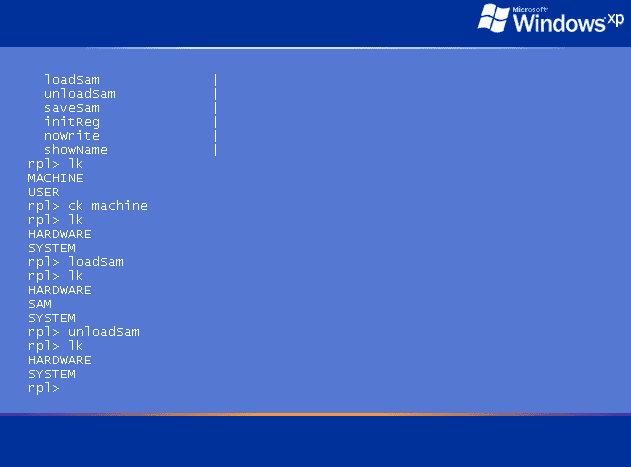 Microsoft
Windows xp
loadSam |
unloadSam |
saveSam |
initReg |
noWrite |
showName |
rpl> lk
MACHINE
USER
rpl> ck machine
rpl> lk
HARDWARE
SYSTEM
rpl> loadSam
rpl> lk
HARDWARE
SAM
SYSTEM
rpl> unloadSam
rpl> lk
HARDWARE
SYSTEM
rpl>